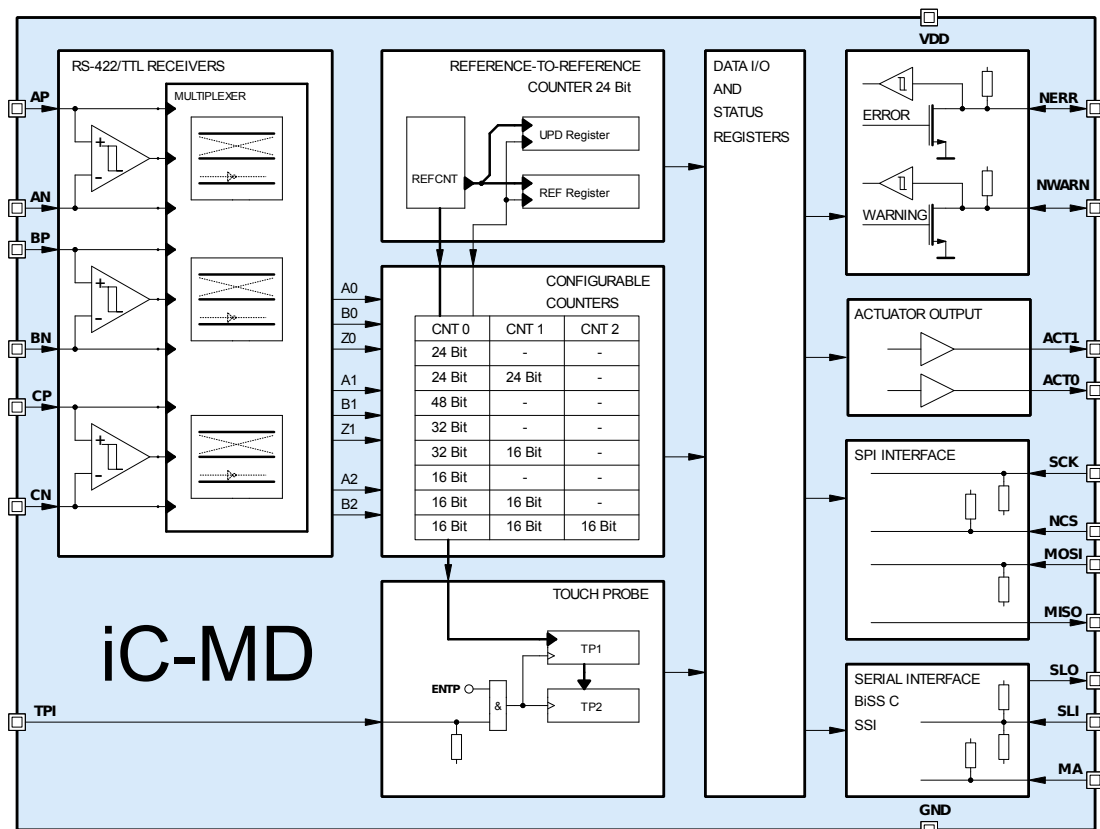 VDD
RS-422/TTL RECEIVERS
MULTIPLEXER
AP
AN
BP
BN
CP
CN
TPI
REFERENCE-TO-REFERENCE
COUNTER 24 Bit
REFCNT
UPD Register
REF Register
A0
B0
Z0
A1
B1
Z1
A2
B2
CONFIGURABLE
COUNTERS
CNT 0 CNT 1 CNT 2
24 Bit - -
24 Bit 24 Bit -
48 Bit - -
32 Bit - -
32 Bit 16 Bit -
16 Bit - -
16 Bit 16 Bit -
16 Bit 16 Bit 16 Bit
TOUCH PROBE
TP1
TP2
ENTP
&
iC-MD
DATA I/O
AND
STATUS
REGISTERS
ERROR
NERR
WARNING
NWARN
ACTUATOR OUTPUT
ACT1
ACT0
SPI INTERFACE
SCK
NCS
MOSI
MISO
SERIAL INTERFACE
BiSS C
SSI
SLO
SLI
MA
GND